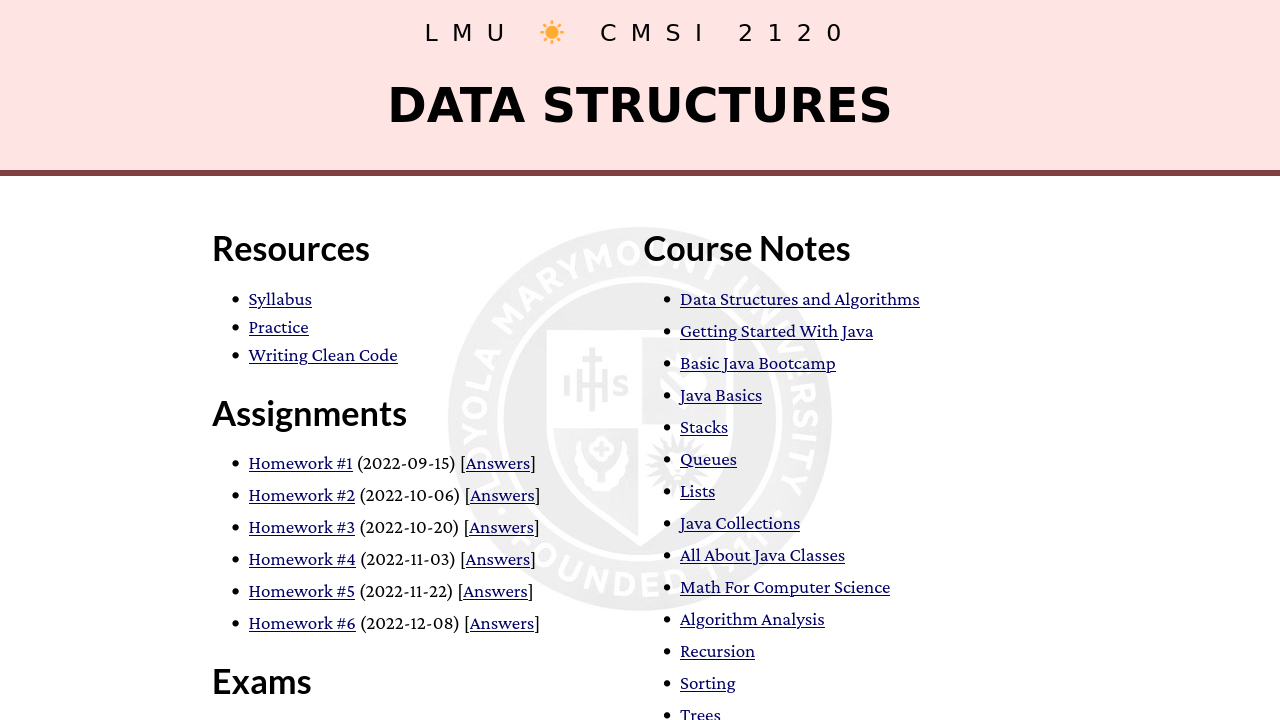 LMU ☀ CMSI 2120
DATA STRUCTURES
Resources
• Syllabus
• Practice
• Writing Clean Code
Assignments
• Homework #1 (2022-09-15) [Answers]
• Homework #2 (2022-10-06) [Answers]
• Homework #3 (2022-10-20) [Answers]
• Homework #4 (2022-11-03) [Answers]
• Homework #5 (2022-11-22) [Answers]
• Homework #6 (2022-12-08) [Answers]
Exams
Course Notes
• Data Structures and Algorithms
• Getting Started With Java
• Basic Java Bootcamp
• Java Basics
• Stacks
• Queues
• Lists
• Java Collections
• All About Java Classes
• Math For Computer Science
• Algorithm Analysis
• Recursion
• Sorting
• Trees
LOYOLA MARYMOUNT UNIVERSITY
• FOUNDED 1911 •
IHS